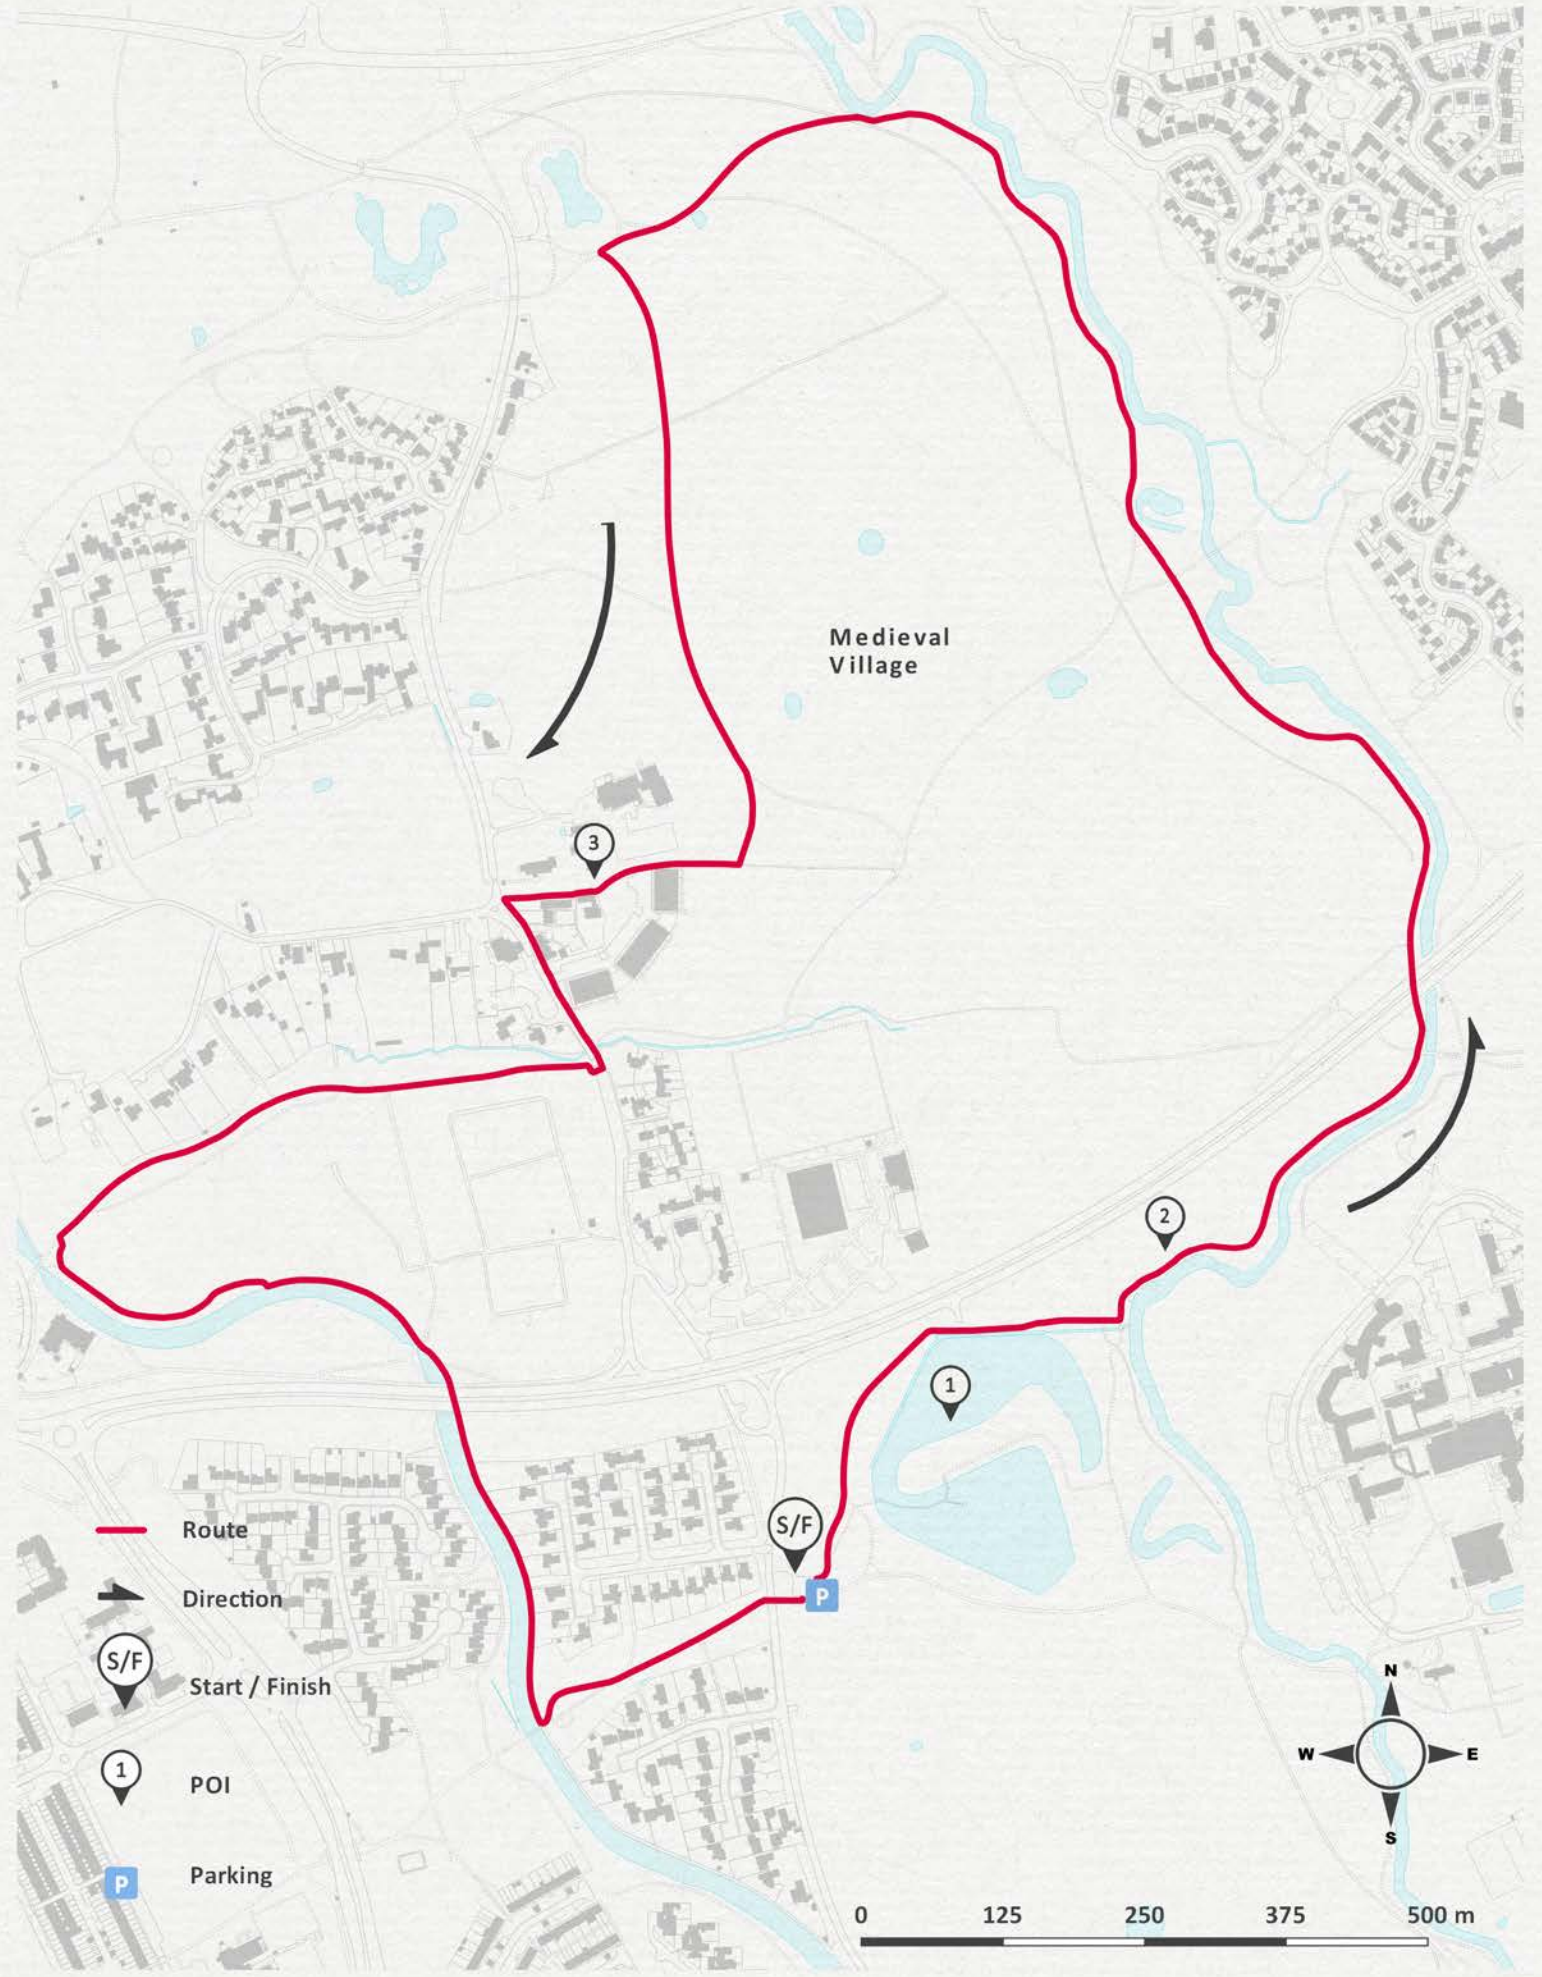 Medieval
Village
3
2
1
S/F
P
Route
Direction
S/F
Start / Finish
1
POI
P
Parking
N
W
E
S
0
125
250
375
500 m